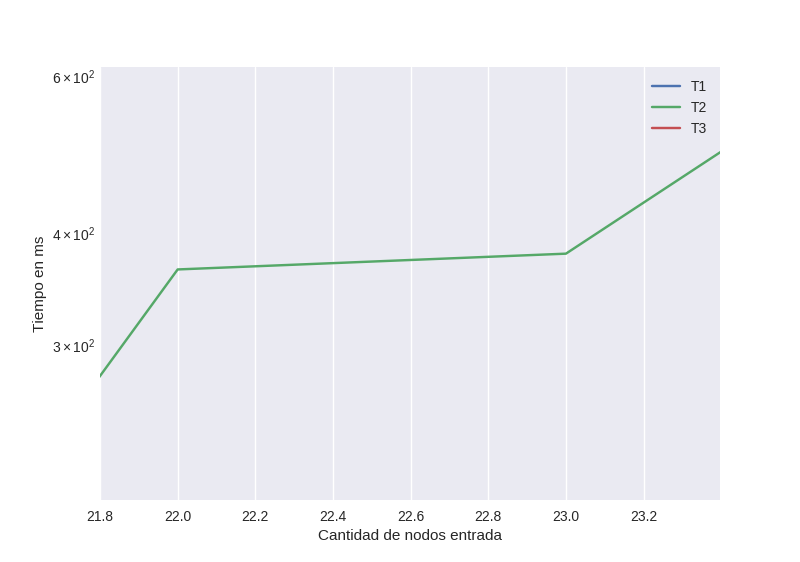 6 × 10²
4 × 10²
3 × 10²
Tiempo en ms
T1
T2
T3
21.8 22.0 22.2 22.4 22.6 22.8 23.0 23.2
Cantidad de nodos entrada